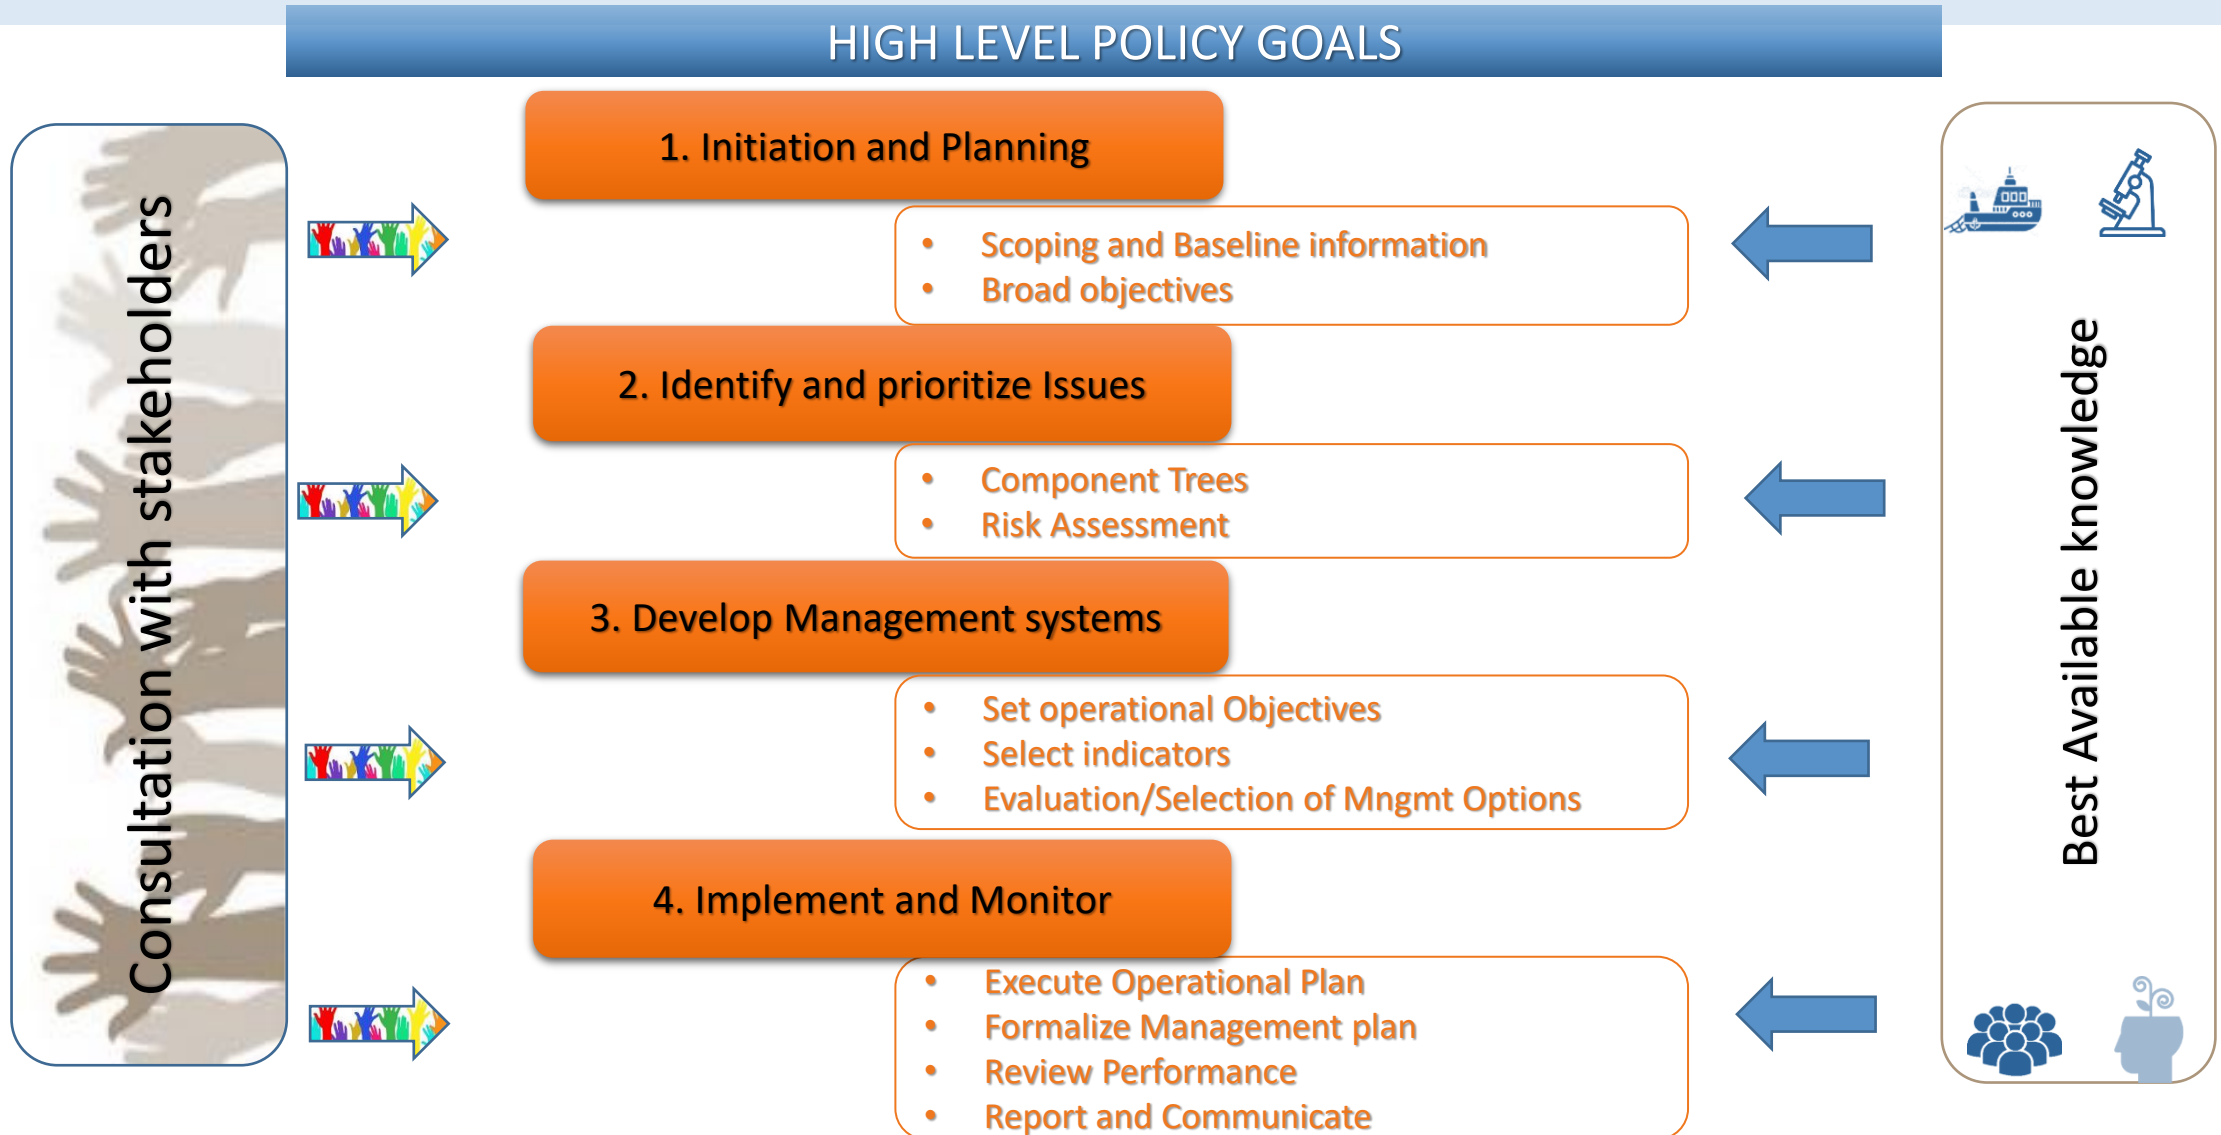 HIGH LEVEL POLICY GOALS
Consultation with stakeholders
1. Initiation and Planning
• Scoping and Baseline information
• Broad objectives
2. Identify and prioritize Issues
• Component Trees
• Risk Assessment
3. Develop Management systems
• Set operational Objectives
• Select indicators
• Evaluation/Selection of Mngmt Options
4. Implement and Monitor
• Execute Operational Plan
• Formalize Management plan
• Review Performance
• Report and Communicate
Best Available knowledge